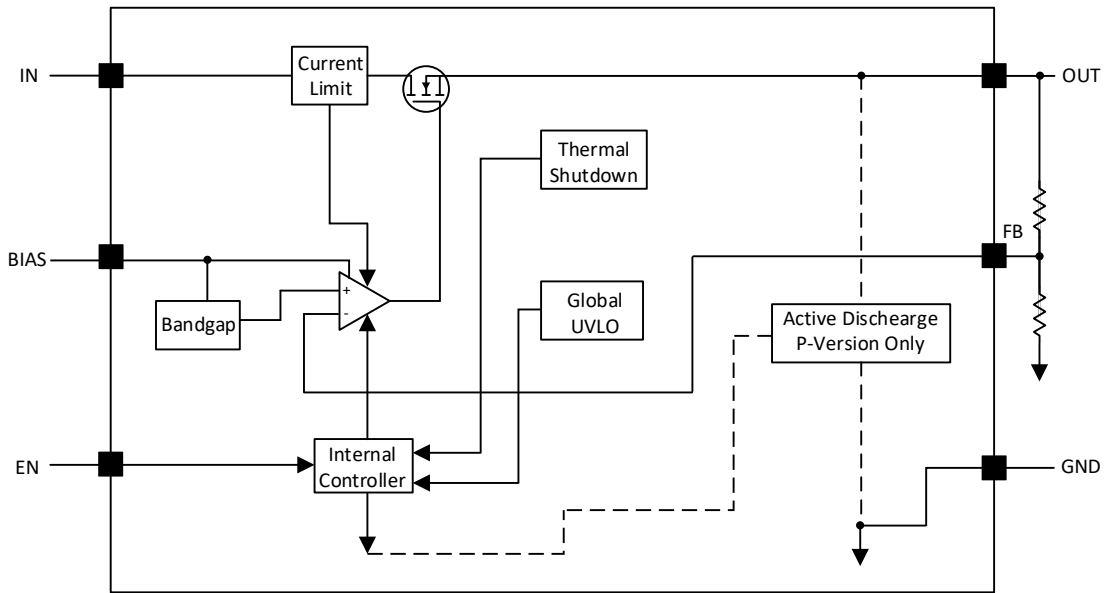 IN
Current
Limit
OUT
Thermal
Shutdown
BIAS
FB
+
-
Bandgap
Global
UVLO
Active Dischearge
P-Version Only
EN
Internal
Controller
GND